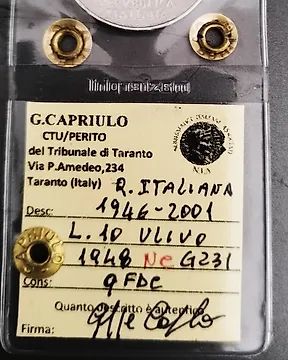 G.CAPRIULO
CTU/PERITO
del Tribunale di Taranto
Via P.Amedeo,234
Taranto (Italy)
R. ITALIANA
Desc: 1946-2001
L. 10 ULIVO
1948 NC G231
Cons: qFDC
Quanto descritto è autentico
Firma: